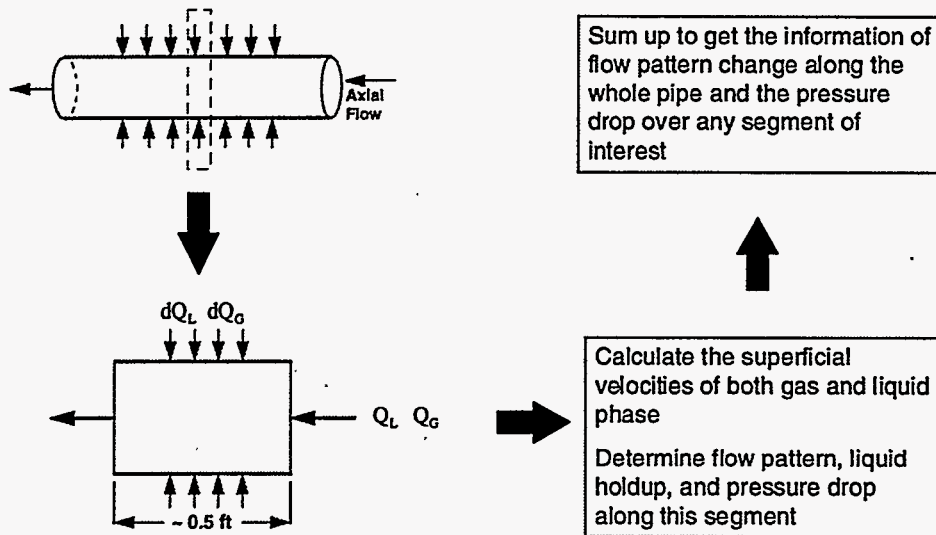 Axial
Flow
Sum up to get the information of
flow pattern change along the
whole pipe and the pressure
drop over any segment of
interest
dQL dQG
QL QG
~ 0.5 ft
Calculate the superficial
velocities of both gas and liquid
phase
Determine flow pattern, liquid
holdup, and pressure drop
along this segment